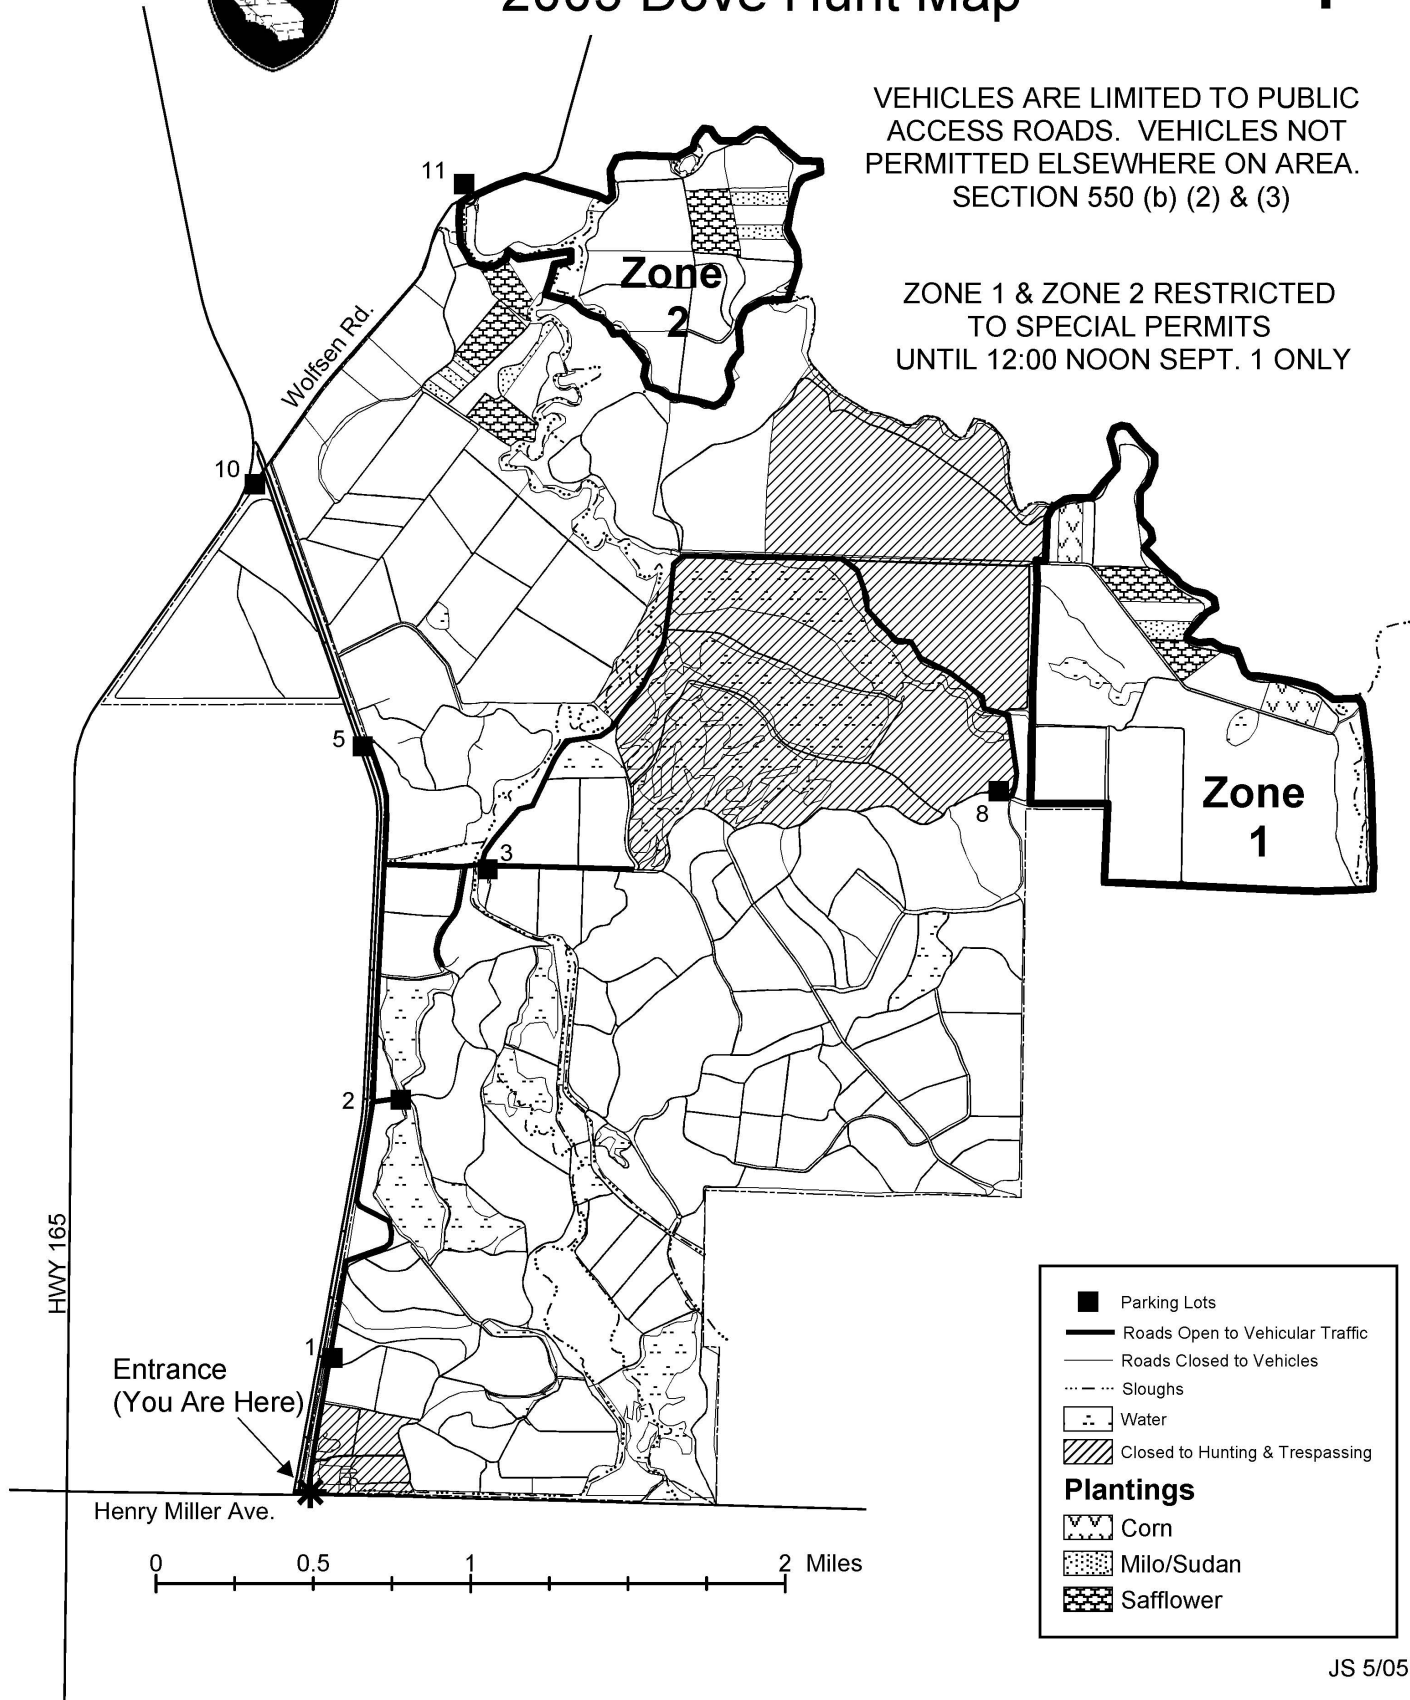 2005 Dove Hunt Map
VEHICLES ARE LIMITED TO PUBLIC
ACCESS ROADS. VEHICLES NOT
PERMITTED ELSEWHERE ON AREA.
SECTION 550 (b) (2) & (3)
ZONE 1 & ZONE 2 RESTRICTED
TO SPECIAL PERMITS
UNTIL 12:00 NOON SEPT. 1 ONLY
11
Zone
2
Wolfsen Rd.
10
5
Zone
1
8
3
2
HWY 165
1
Entrance
(You Are Here)
Henry Miller Ave.
0 0.5 1 2 Miles
Parking Lots
Roads Open to Vehicular Traffic
Roads Closed to Vehicles
Sloughs
Water
Closed to Hunting & Trespassing
Plantings
Corn
Milo/Sudan
Safflower
JS 5/05